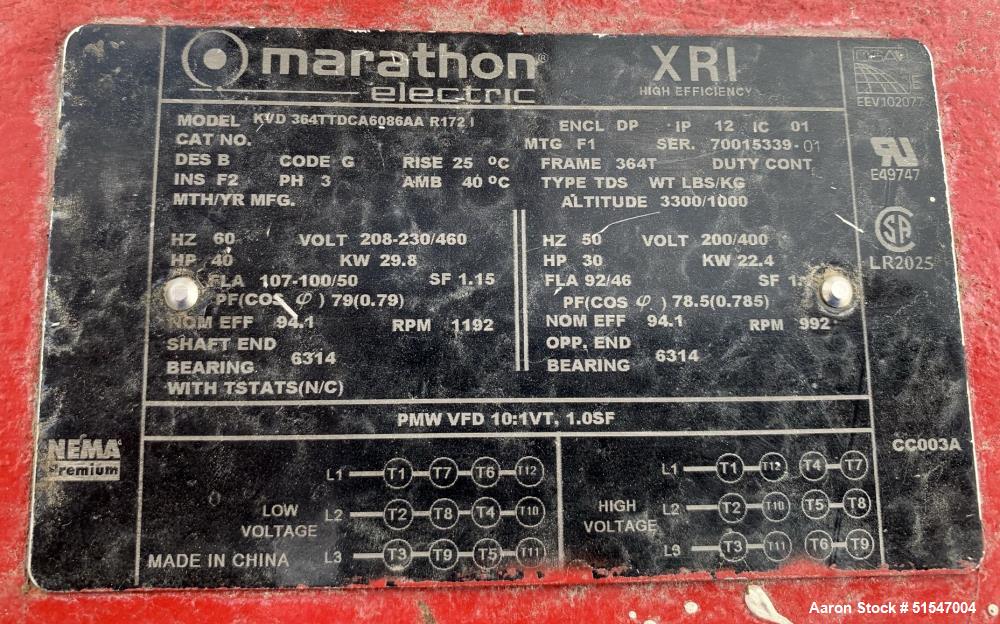 marathon® XRI
electric HIGH EFFICIENCY
EEV102077
MODEL KVD 364TTDCA6086AA R172 ENCL DP IP 12 IC 01
CAT NO. MTG F1 SER. 70015339-01
DES B CODE G RISE 25 °C FRAME 364T DUTY CONT
INS F2 PH 3 AMB 40 °C TYPE TDS WT LBS/KG
MTH/YR MFG. ALTITUDE 3300/1000
E49747
LR2025
HZ 60 VOLT 208-230/460 HZ 50 VOLT 200/400
HP 40 KW 29.8 HP 30 KW 22.4
FLA 107-100/50 SF 1.15 FLA 92/46 SF
PF(COS φ) 79(0.79) PF(COS φ) 78.5(0.785)
NOM EFF 94.1 RPM 1192 NOM EFF 94.1 RPM 992
SHAFT END OPP. END
BEARING 6314 BEARING 6314
WITH TSTATS(N/C)
PMW VFD 10:1VT, 1.0SF
NEMA
Premium
CC003A
L1 T1 T7 T6 T12 L1 T1 T12 T4 T7
LOW VOLTAGE L2 T2 T8 T4 T10 HIGH VOLTAGE L2 T2 T10 T5 T8
MADE IN CHINA L3 T3 T9 T5 T11 L3 T3 T11 T6 T9
Aaron Stock # 51547004